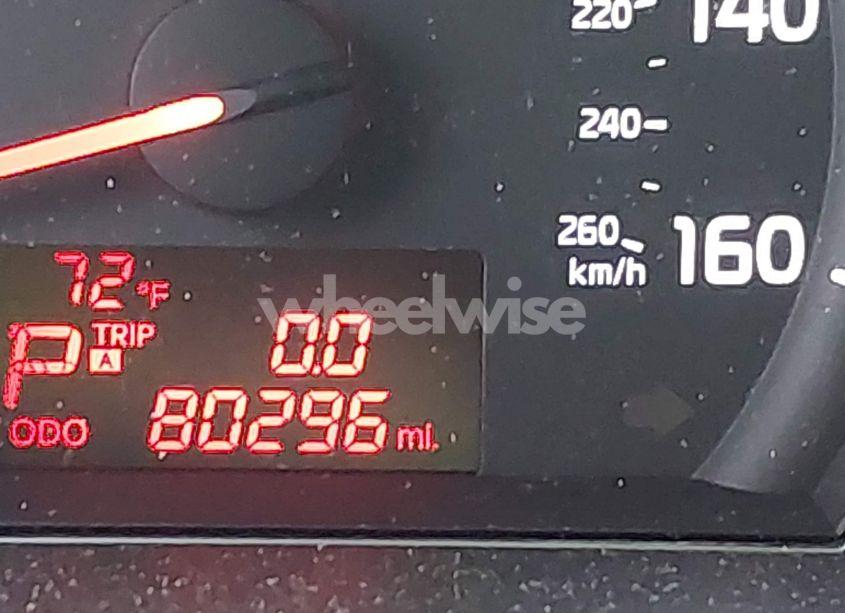 220 140
240
260 160
km/h
72°F
wheelwise
P TRIP A 0.0
ODO 80296 mi.